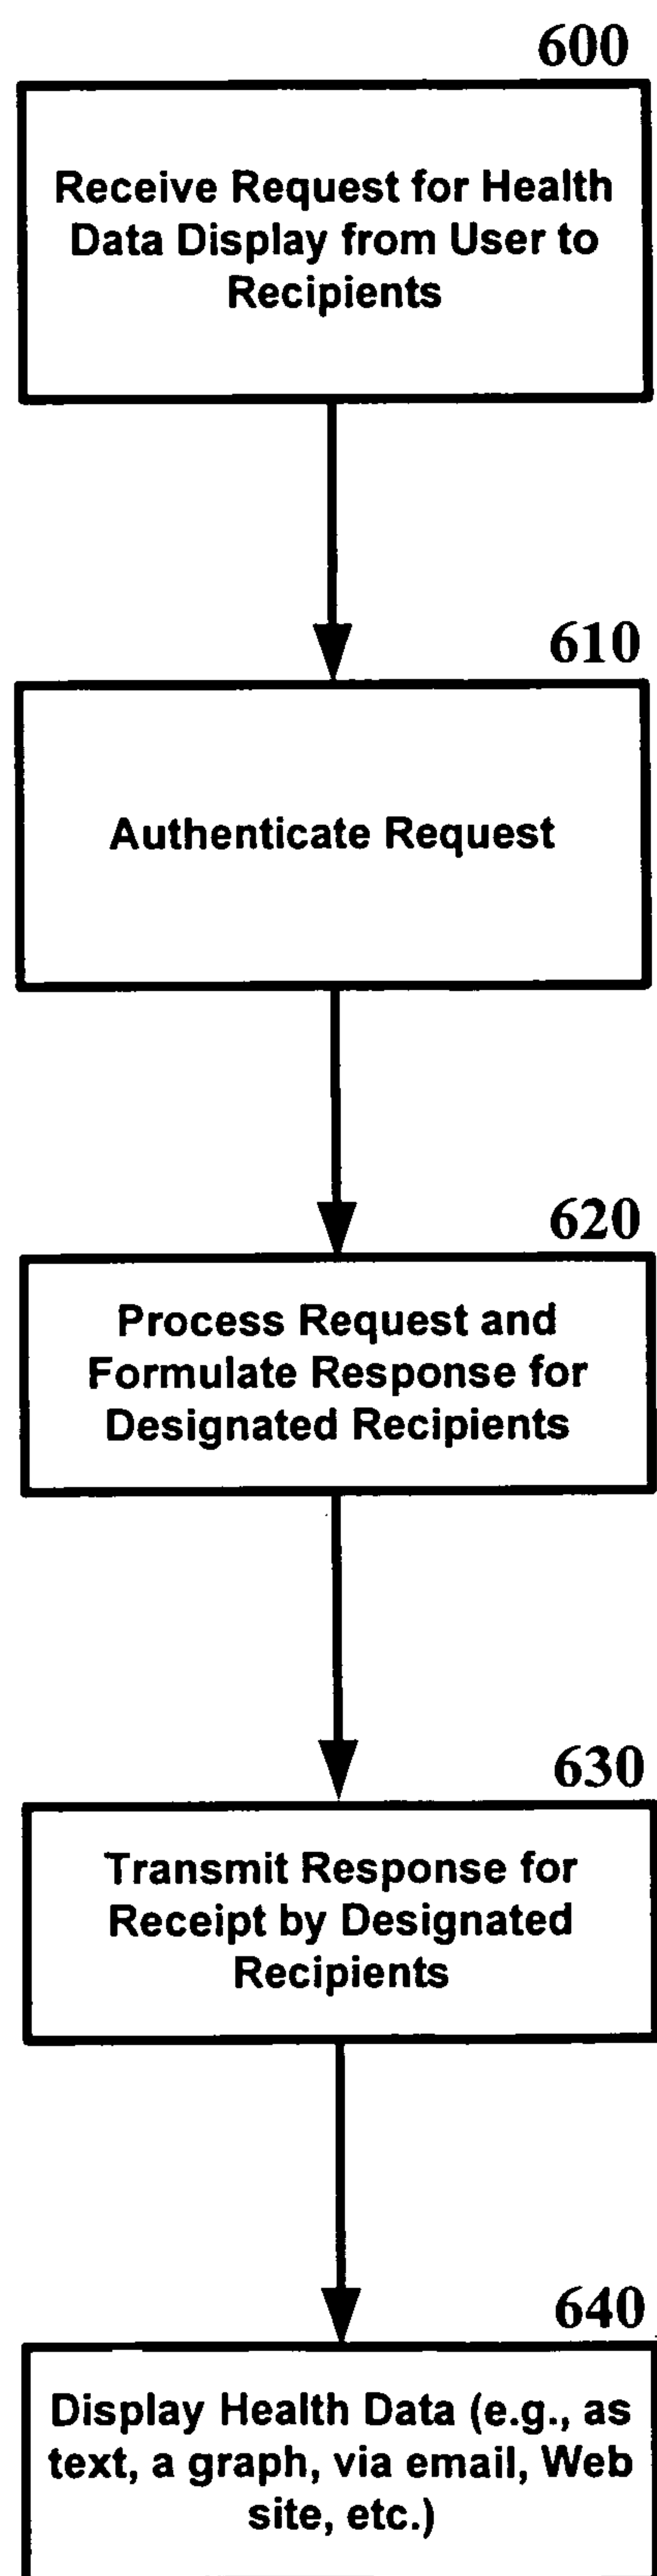 600
Receive Request for Health
Data Display from User to
Recipients
610
Authenticate Request
620
Process Request and
Formulate Response for
Designated Recipients
630
Transmit Response for
Receipt by Designated
Recipients
640
Display Health Data (e.g., as
text, a graph, via email, Web
site, etc.)